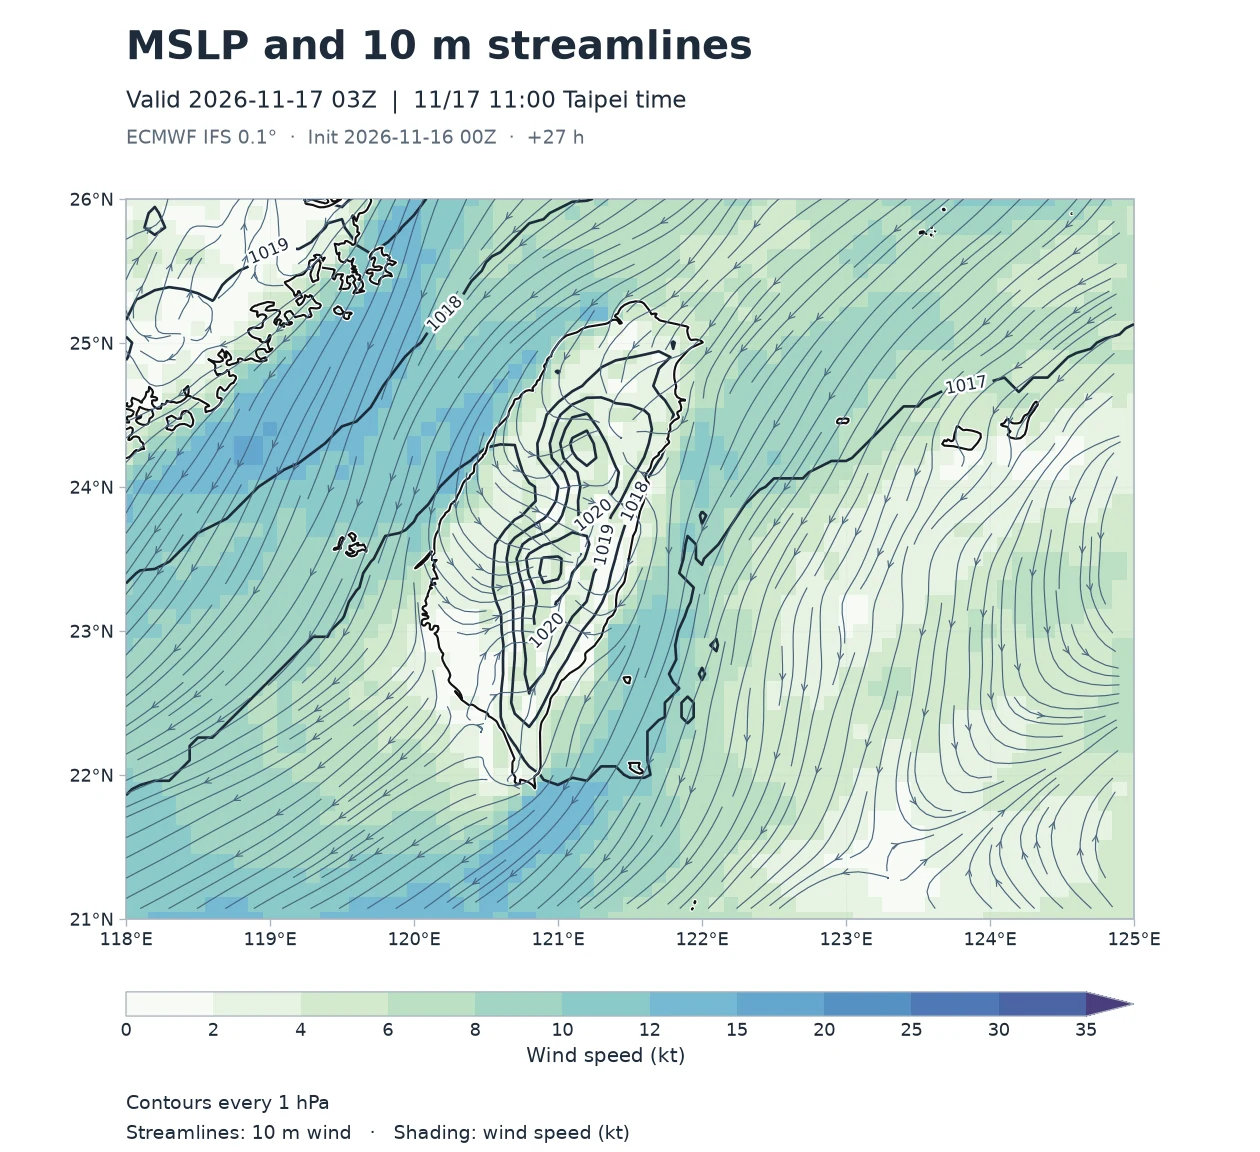 MSLP and 10 m streamlines
Valid 2026-11-17 03Z | 11/17 11:00 Taipei time
ECMWF IFS 0.1° · Init 2026-11-16 00Z · +27 h
26°N
25°N
24°N
23°N
22°N
21°N
1019
1018
1017
1018
1020
1019
1020
118°E 119°E 120°E 121°E 122°E 123°E 124°E 125°E
0 2 4 6 8 10 12 15 20 25 30 35
Wind speed (kt)
Contours every 1 hPa
Streamlines: 10 m wind · Shading: wind speed (kt)